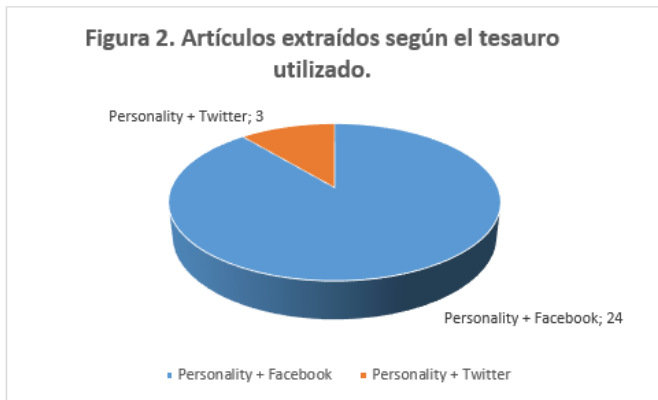 Figura 2. Artículos extraídos según el tesauro
utilizado.
Personality + Twitter; 3
Personality + Facebook; 24
Personality + Facebook
Personality + Twitter